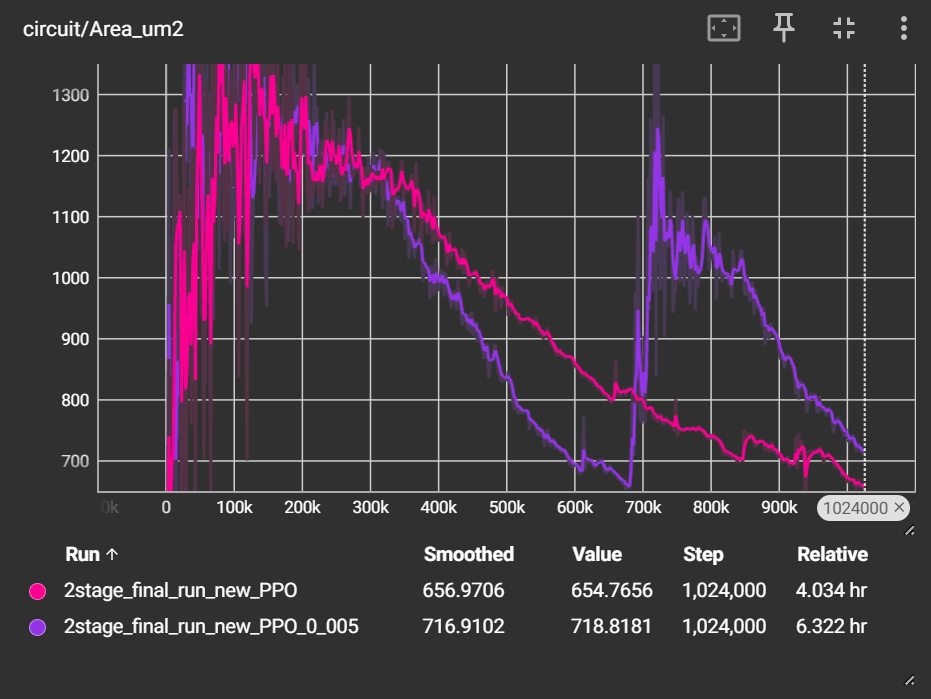 circuit/Area_um2
1300
1200
1100
1000
900
800
700
0k 0 100k 200k 300k 400k 500k 600k 700k 800k 900k 1024000 ×
Run ↑ Smoothed Value Step Relative
2stage_final_run_new_PPO 656.9706 654.7656 1,024,000 4.034 hr
2stage_final_run_new_PPO_0_005 716.9102 718.8181 1,024,000 6.322 hr